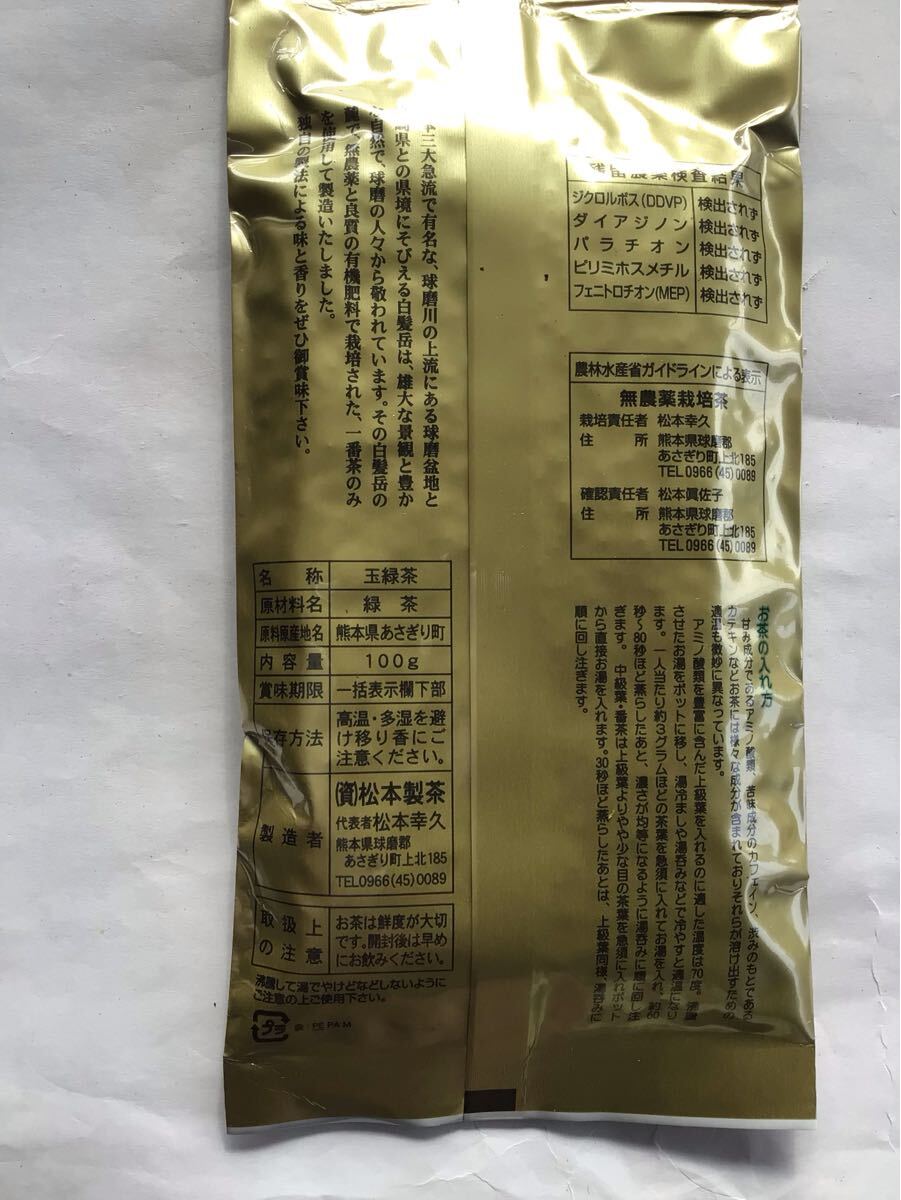 本三大急流で有名な、球磨川の上流にある球磨盆地と
崎県との県境にそびえる白髪岳は、雄大な景観と豊か
自然で、球磨の人々から敬われています。その白髪岳の
麓で、無農薬と良質の有機肥料で栽培された、一番茶のみ
を使用して製造いたしました。
独自の製法による味と香りをぜひ御賞味下さい。
残留農薬検査結果
ジクロルボス(DDVP) 検出されず
ダイアジノン 検出されず
パラチオン 検出されず
ピリミホスメチル 検出されず
フェニトロチオン(MEP) 検出されず
農林水産省ガイドラインによる表示
無農薬栽培茶
栽培責任者 松本幸久
住所 熊本県球磨郡
あさぎり町上北185
TEL0966(45)0089
確認責任者 松本眞佐子
住所 熊本県球磨郡
あさぎり町上北185
TEL0966(45)0089
名称 玉緑茶
原材料名 緑茶
原料原産地名 熊本県あさぎり町
内容量 100g
賞味期限 一括表示欄下部
保存方法 高温・多湿を避
け移り香にご
注意ください。
製造者 (資)松本製茶
代表者 松本幸久
熊本県球磨郡
あさぎり町上北185
TEL0966(45)0089
取扱上の注意 お茶は鮮度が大切
です。開封後は早め
にお飲みください。
沸騰して湯でやけどなどしないように
ご注意の上ご使用下さい。
プラ 袋:PE PA M
お茶の入れ方
甘み成分であるアミノ酸類、苦味成分のカフェイン、渋みのもとである
カテキンなどお茶には様々な成分が含まれておりそれらが溶け出すための
適温も微妙に異なっています。
アミノ酸類を豊富に含んだ上級葉を入れるのに適した温度は70度。沸騰
させたお湯をポットに移し、湯冷ましや湯呑みなどで冷やすと適温になり
ます。一人当たり約3グラムほどの茶葉を急須に入れてお湯を入れ、約60
秒〜80秒ほど蒸らしたあと、濃さが均等になるように湯呑みに順に回し注
ぎます。 中級葉・番茶は上級葉よりやや少な目の茶葉を急須に入れポット
から直接お湯を入れます。30秒ほど蒸らしたあとは、上級葉同様、湯呑みに
順に回し注ぎます。